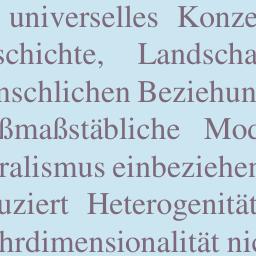 universelles Konze
schichte, Landscha
nschlichen Beziehun
ßmaßstäbliche Mod
ralismus einbeziehen
uziert Heterogenität
hrdimensionalität nic